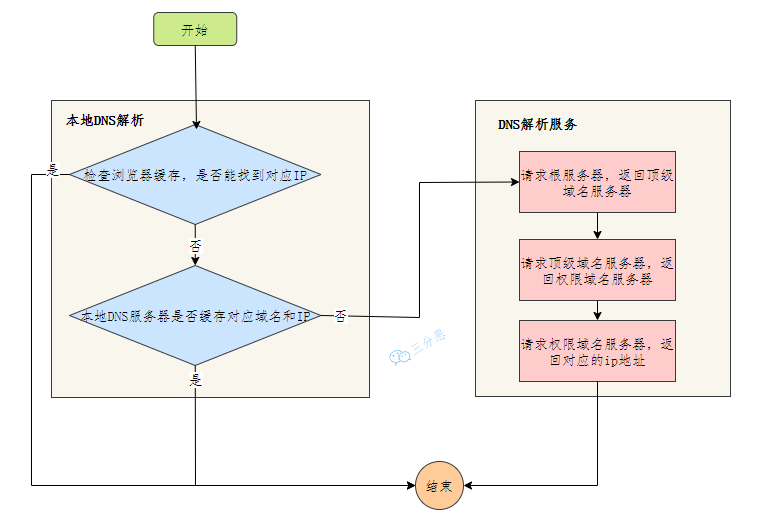 开始
本地DNS解析
检查浏览器缓存，是否能找到对应IP
是
否
本地DNS服务器是否缓存对应域名和IP
否
是
DNS解析服务
请求根服务器，返回顶级
域名服务器
请求顶级域名服务器，返
回权限域名服务器
请求权限域名服务器，返
回对应的ip地址
三分恶
结束